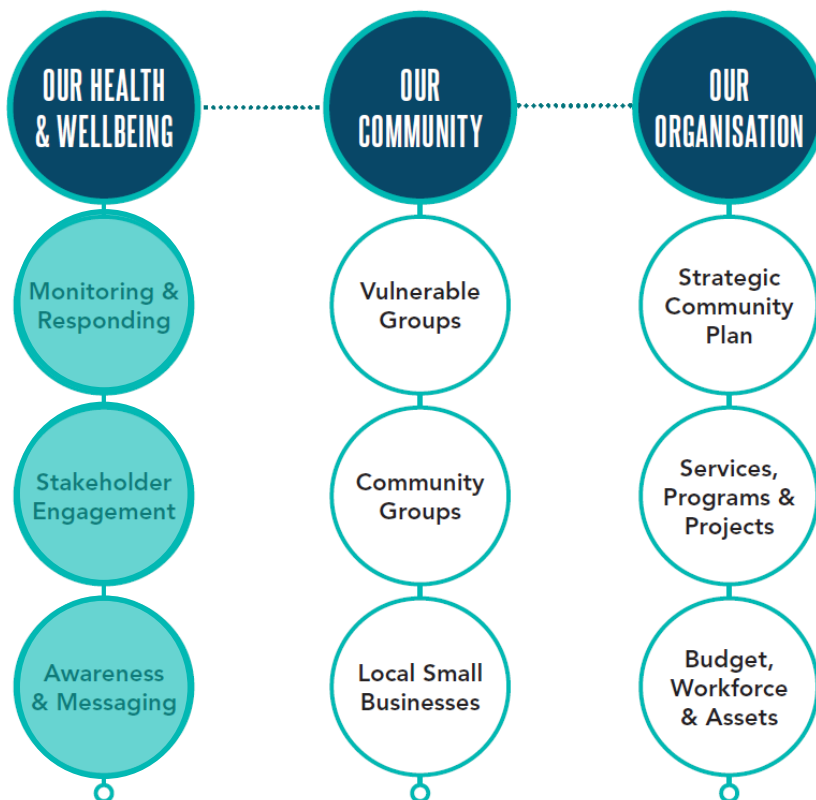 OUR HEALTH
& WELLBEING
OUR
COMMUNITY
OUR
ORGANISATION
Monitoring &
Responding
Vulnerable
Groups
Strategic
Community
Plan
Stakeholder
Engagement
Community
Groups
Services,
Programs &
Projects
Awareness
& Messaging
Local Small
Businesses
Budget,
Workforce
& Assets